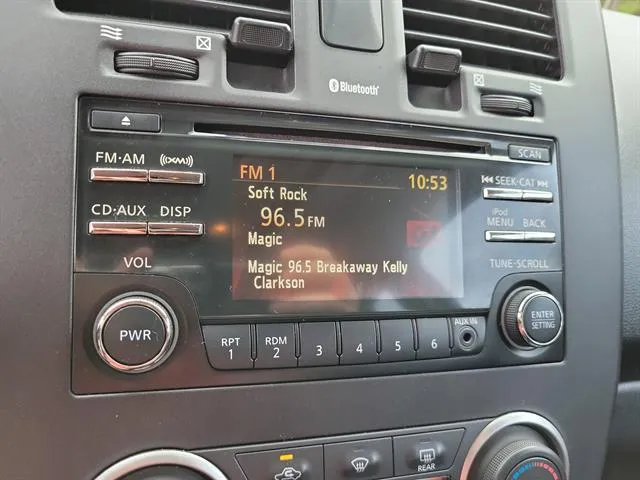 Bluetooth
SCAN
FM·AM
((XM))
CD·AUX
DISP
VOL
PWR
FM 1
10:53
Soft Rock
96.5 FM
Magic
Magic 96.5 Breakaway Kelly
Clarkson
SEEK·CAT
iPod
MENU
BACK
TUNE·SCROLL
ENTER
SETTING
RPT
1
RDM
2
3
4
5
6
AUX IN
REAR